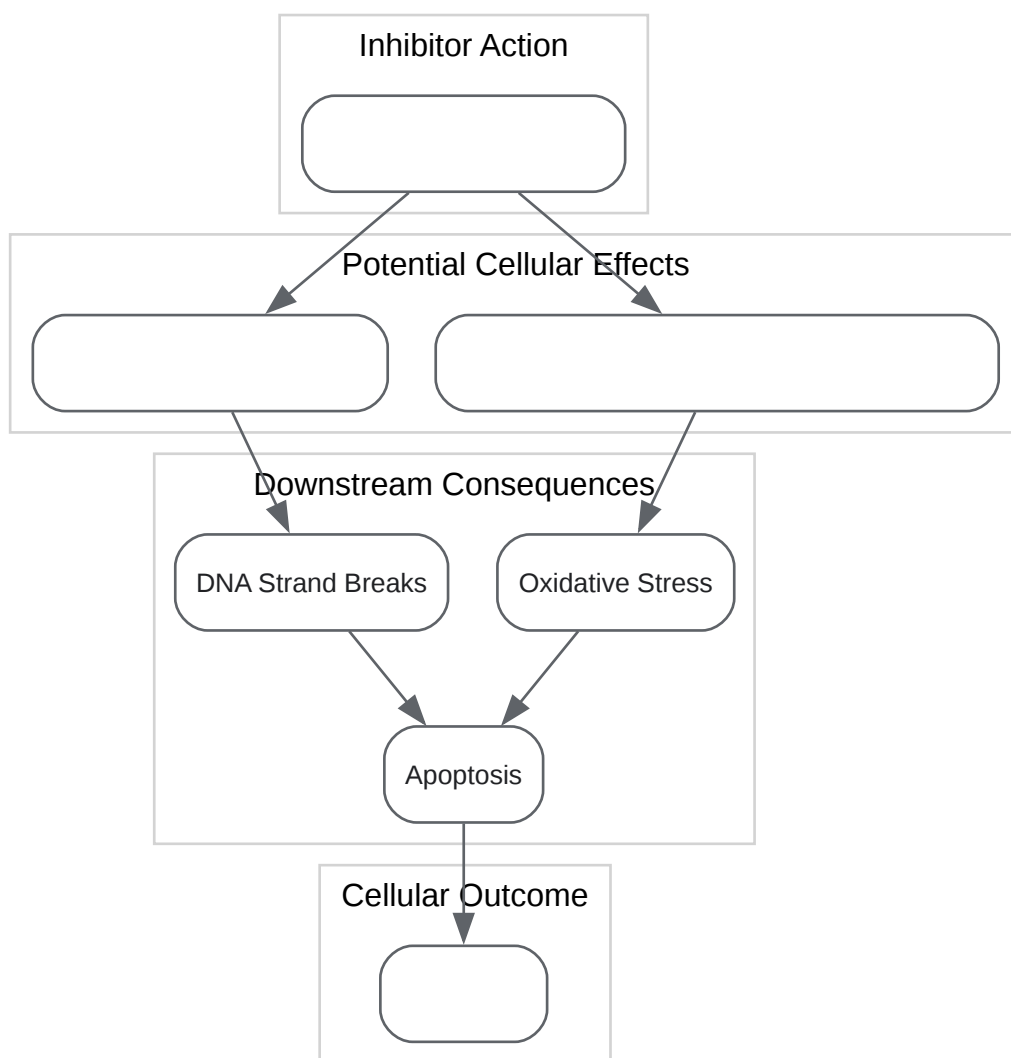 Inhibitor Action
Potential Cellular Effects
Downstream Consequences
DNA Strand Breaks
Oxidative Stress
Apoptosis
Cellular Outcome